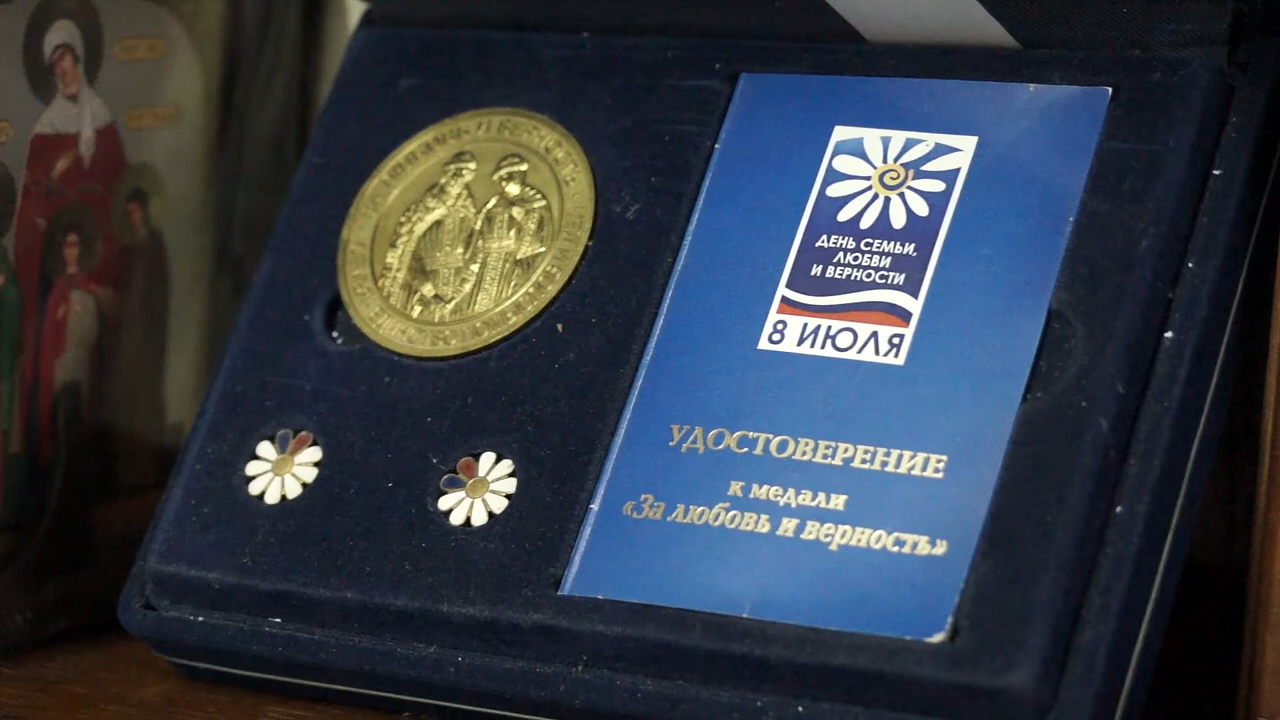 ДЕНЬ СЕМЬИ,
ЛЮБВИ
И ВЕРНОСТИ
8 ИЮЛЯ
УДОСТОВЕРЕНИЕ
к медали
«За любовь и верность»